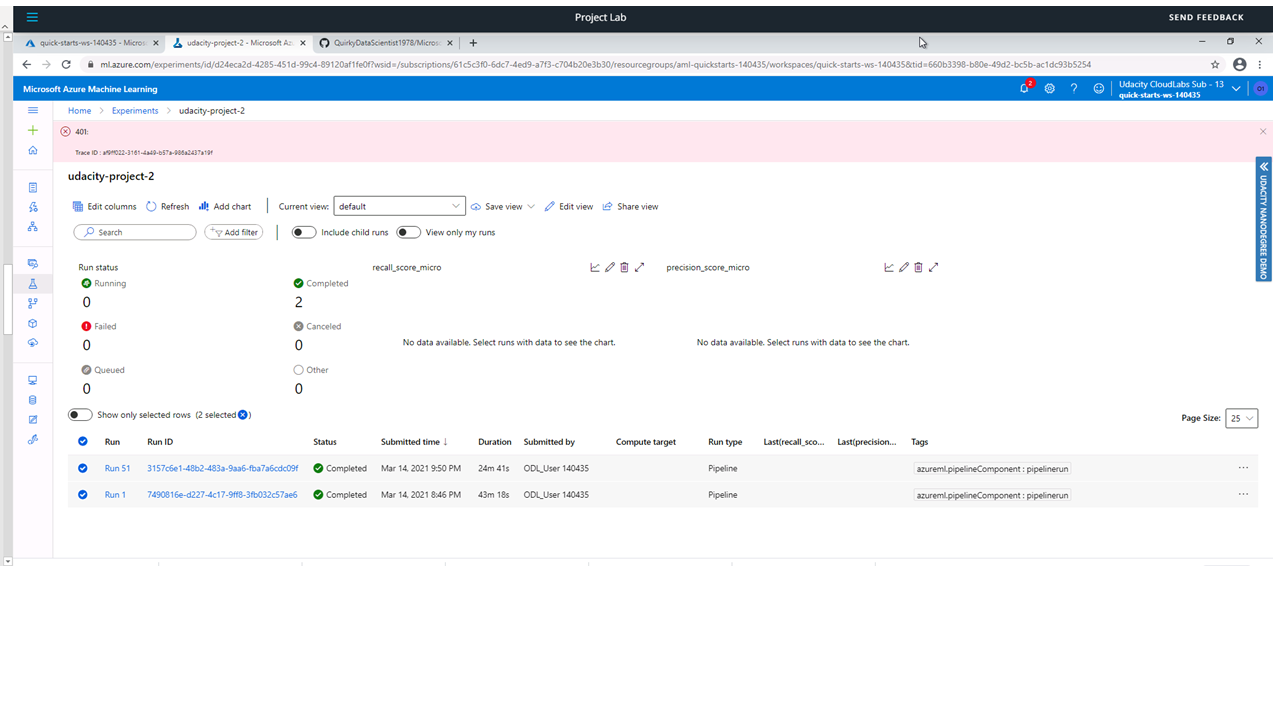 Project Lab
SEND FEEDBACK
quick-starts-ws-140435 - Micros
udacity-project-2 - Microsoft Az
QuirkyDataScientist1978/Microso
ml.azure.com/experiments/id/d24eca2d-4285-451d-99c4-89120af1fe0f?wsid=/subscriptions/61c5c3f0-6dc7-4ed9-a7f3-c704b20e3b30/resourcegroups/aml-quickstarts-140435/workspaces/quick-starts-ws-140435&tid=660b3398-b80e-49d2-bc5b-ac1dc93b5254
Microsoft Azure Machine Learning
2
Udacity CloudLabs Sub - 13
quick-starts-ws-140435
O1
Home > Experiments > udacity-project-2
401:
Trace ID : af9ff022-3161-4a49-b57a-986a2437a19f
UDACITY NANODEGREE DEMO
udacity-project-2
Edit columns Refresh Add chart Current view: default Save view Edit view Share view
Search Add filter Include child runs View only my runs
Run status
Running
0
Completed
2
Failed
0
Canceled
0
Queued
0
Other
0
recall_score_micro
No data available. Select runs with data to see the chart.
precision_score_micro
No data available. Select runs with data to see the chart.
Show only selected rows (2 selected )
Page Size: 25
Run Run ID Status Submitted time ↓ Duration Submitted by Compute target Run type Last(recall_sco... Last(precision... Tags
Run 51 3157c6e1-48b2-483a-9aa6-fba7a6cdc09f Completed Mar 14, 2021 9:50 PM 24m 41s ODL_User 140435 Pipeline azureml.pipelineComponent : pipelinerun
Run 1 7490816e-d227-4c17-9ff8-3fb032c57ae6 Completed Mar 14, 2021 8:46 PM 43m 18s ODL_User 140435 Pipeline azureml.pipelineComponent : pipelinerun